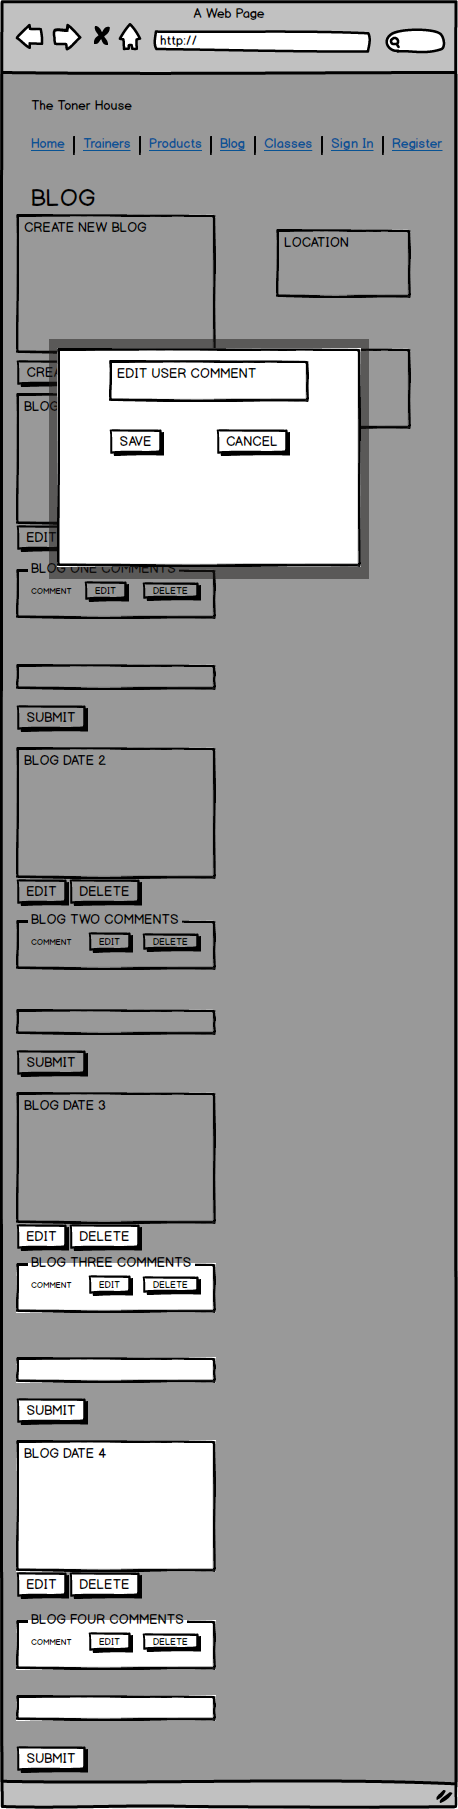 A Web Page
http://
The Toner House
Home Trainers Products Blog Classes Sign In Register
BLOG
CREATE NEW BLOG
LOCATION
EDIT USER COMMENT
CREA
BLOG
SAVE CANCEL
EDIT
BLOG ONE COMMENTS
COMMENT EDIT DELETE
SUBMIT
BLOG DATE 2
EDIT DELETE
BLOG TWO COMMENTS
COMMENT EDIT DELETE
SUBMIT
BLOG DATE 3
EDIT DELETE
BLOG THREE COMMENTS
COMMENT EDIT DELETE
SUBMIT
BLOG DATE 4
EDIT DELETE
BLOG FOUR COMMENTS
COMMENT EDIT DELETE
SUBMIT